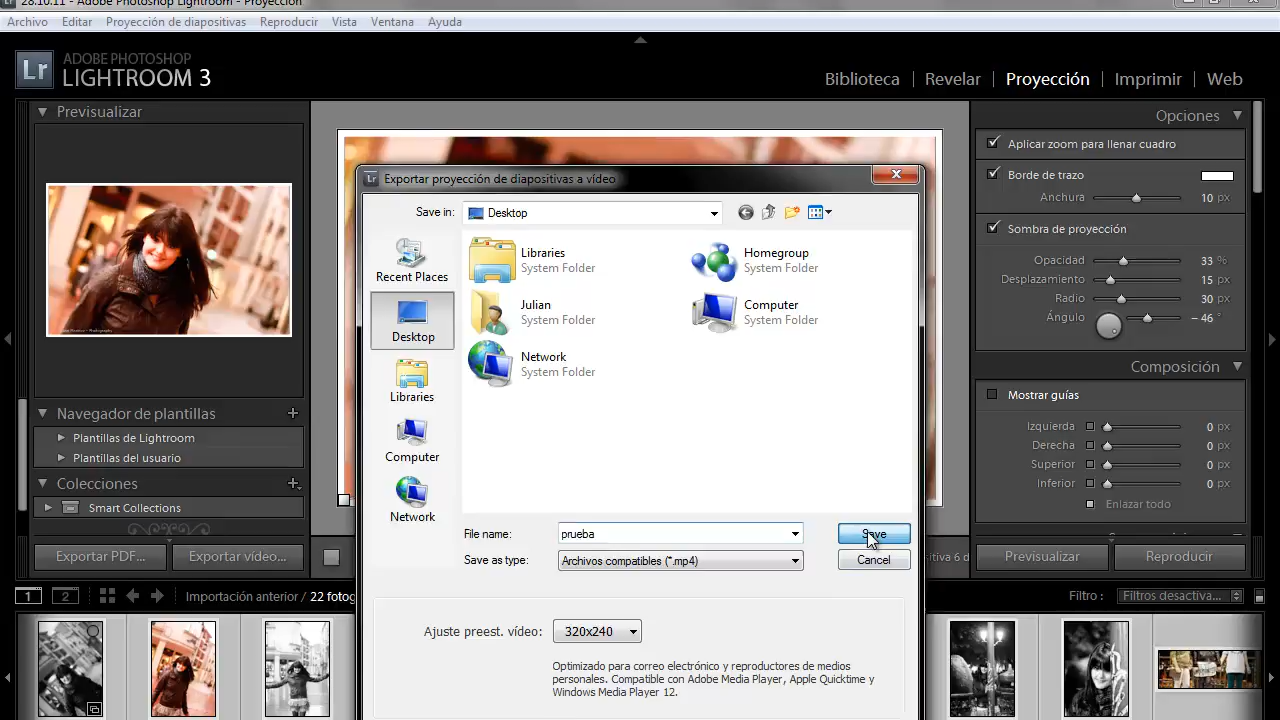 28.10.11 - Adobe Photoshop Lightroom - Proyección
Archivo Editar Proyección de diapositivas Reproducir Vista Ventana Ayuda
Lr ADOBE PHOTOSHOP
LIGHTROOM 3
Biblioteca | Revelar | Proyección | Imprimir | Web
Previsualizar
Navegador de plantillas
Plantillas de Lightroom
Plantillas del usuario
Colecciones
Smart Collections
Exportar PDF... Exportar vídeo...
Lr Exportar proyección de diapositivas a vídeo
Save in: Desktop
Recent Places
Desktop
Libraries
Computer
Network
Libraries
System Folder
Homegroup
System Folder
Julian
System Folder
Computer
System Folder
Network
System Folder
File name: prueba Save
Save as type: Archivos compatibles (*.mp4) Cancel
Ajuste preest. vídeo: 320x240
Optimizado para correo electrónico y reproductores de medios
personales. Compatible con Adobe Media Player, Apple Quicktime y
Windows Media Player 12.
Opciones
Aplicar zoom para llenar cuadro
Borde de trazo
Anchura 10 px
Sombra de proyección
Opacidad 33 %
Desplazamiento 15 px
Radio 30 px
Ángulo - 46 °
Composición
Mostrar guías
Izquierda 0 px
Derecha 0 px
Superior 0 px
Inferior 0 px
Enlazar todo
6 d
Previsualizar Reproducir
1 2 Importación anterior / 22 fotog
Filtro : Filtros desactiva...